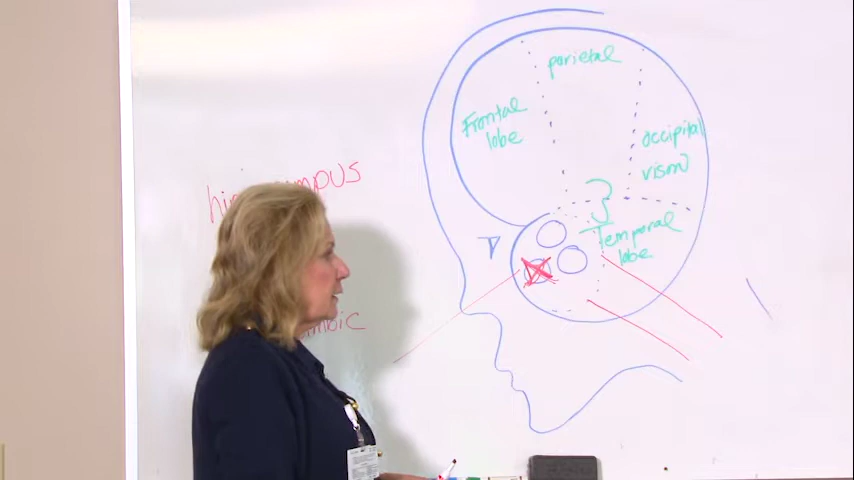 parietal
Frontal
lobe
occipital
vision
Temporal
lobe